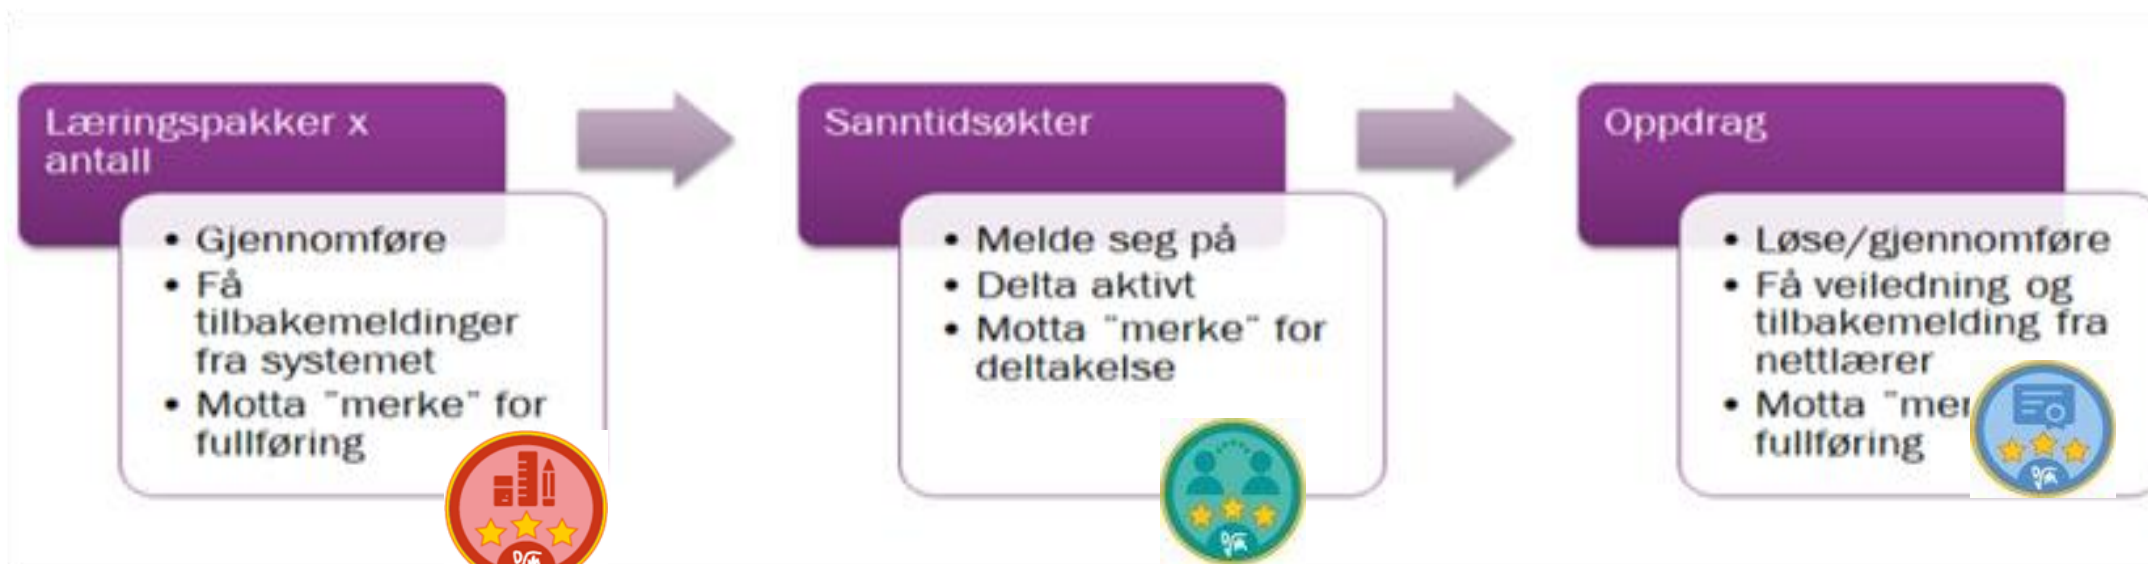 Læringspakker x
antall
• Gjennomføre
• Få
tilbakemeldinger
fra systemet
• Motta "merke" for
fullføring
Sanntidsøkter
• Melde seg på
• Delta aktivt
• Motta "merke" for
deltakelse
Oppdrag
• Løse/gjennomføre
• Få veiledning og
tilbakemelding fra
nettlærer
• Motta "mer
fullføring